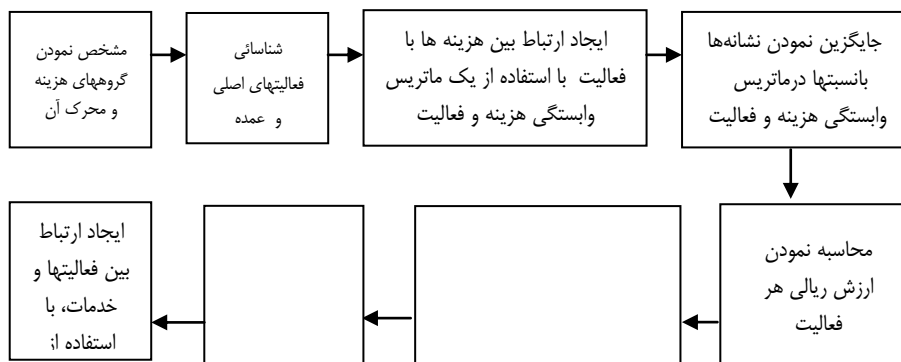 مشخص نمودن
گروههای هزینه
و محرک آن
شناسائی
فعالیتهای اصلی
و عمده
ایجاد ارتباط بین هزینه ها با
فعالیت با استفاده از یک ماتریس
وابستگی هزینه و فعالیت
جایگزین نمودن نشانه‌ها
بانسبتها درماتریس
وابستگی هزینه و فعالیت
محاسبه نمودن
ارزش ریالی هر
فعالیت
ایجاد ارتباط
بین فعالیتها و
خدمات، با
استفاده از